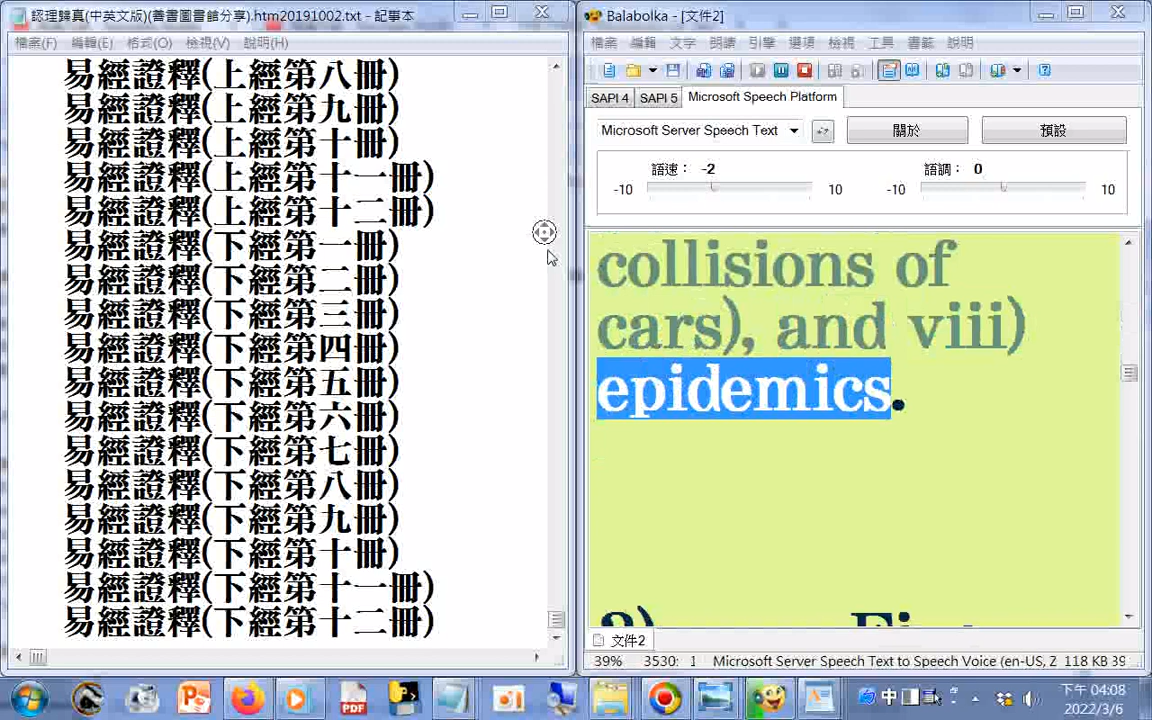 認理歸真(中英文版)(善書圖書館分享).htm20191002.txt - 記事本
檔案(F) 編輯(E) 格式(O) 檢視(V) 說明(H)
易經證釋(上經第八冊)
易經證釋(上經第九冊)
易經證釋(上經第十冊)
易經證釋(上經第十一冊)
易經證釋(上經第十二冊)
易經證釋(下經第一冊)
易經證釋(下經第二冊)
易經證釋(下經第三冊)
易經證釋(下經第四冊)
易經證釋(下經第五冊)
易經證釋(下經第六冊)
易經證釋(下經第七冊)
易經證釋(下經第八冊)
易經證釋(下經第九冊)
易經證釋(下經第十冊)
易經證釋(下經第十一冊)
易經證釋(下經第十二冊)
Balabolka - [文件2]
檔案 編輯 文字 朗讀 引擎 選項 檢視 工具 書籤 說明
SAPI 4 SAPI 5 Microsoft Speech Platform
Microsoft Server Speech Text 關於 預設
語速： -2 語調： 0
-10 10 -10 10
collisions of
cars), and viii)
epidemics.
文件2
39% 3530: 1 Microsoft Server Speech Text to Speech Voice (en-US, Z 118 KB 39
中 下午 04:08
2022/3/6